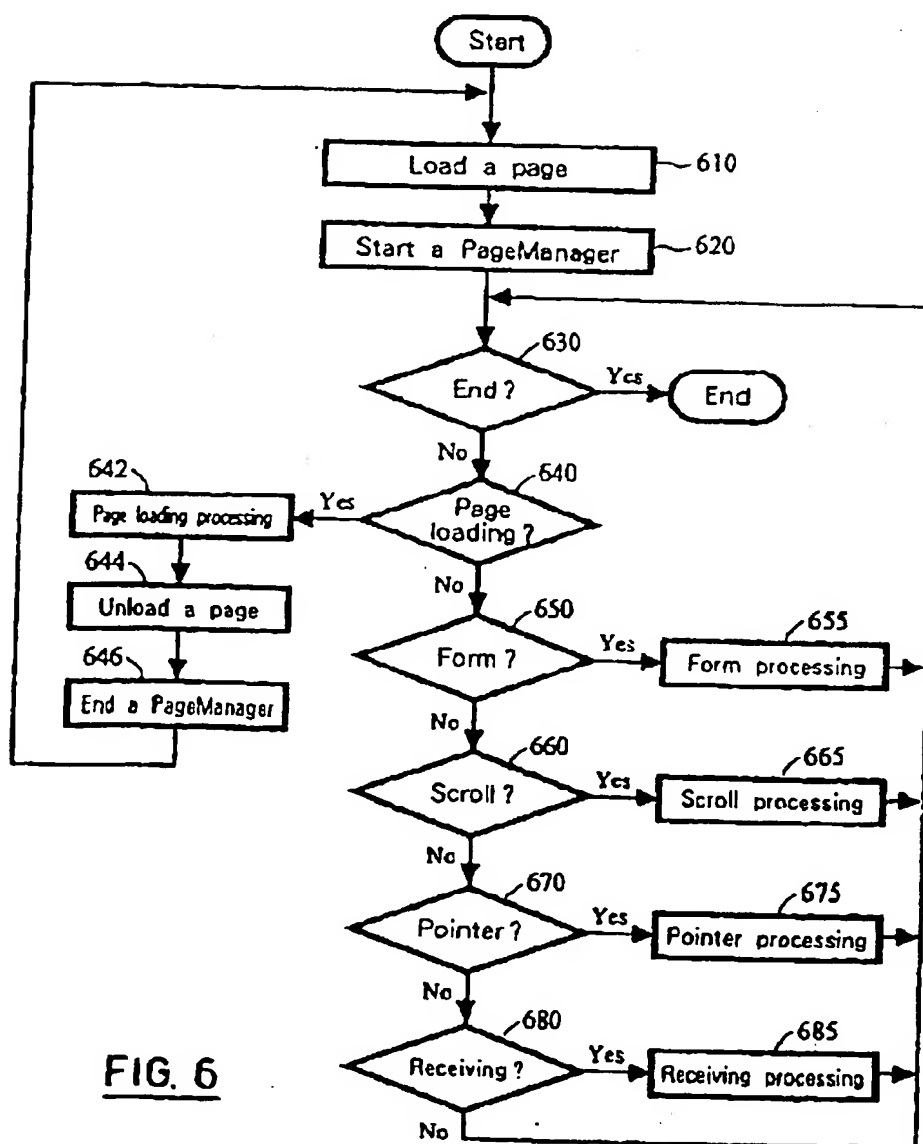 Start
Load a page
610
Start a PageManager
620
630
End ?
Yes
End
No
640
Page
loading ?
Yes
642
Page loading processing
644
Unload a page
646
End a PageManager
No
650
Form ?
Yes
655
Form processing
No
660
Scroll ?
Yes
665
Scroll processing
No
670
Pointer ?
Yes
675
Pointer processing
No
680
Receiving ?
Yes
685
Receiving processing
No
FIG. 6